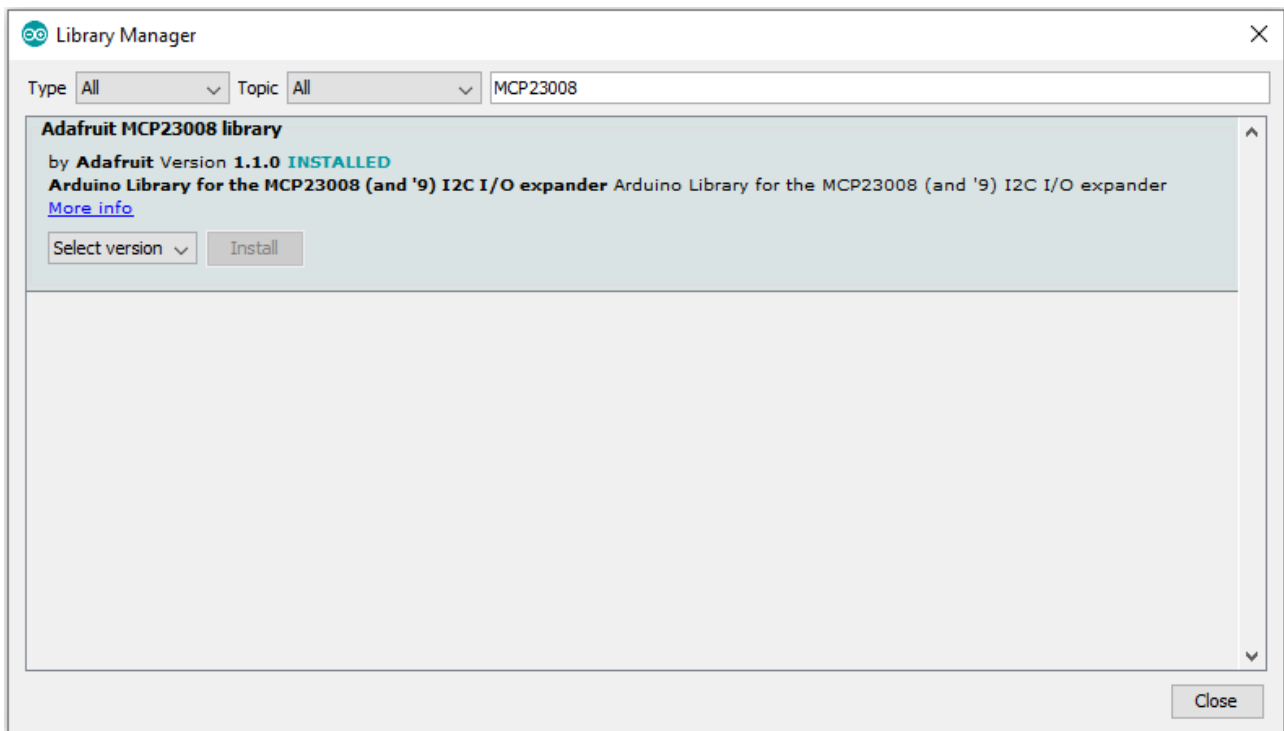 Library Manager
Type All Topic All MCP23008
Adafruit MCP23008 library
by Adafruit Version 1.1.0 INSTALLED
Arduino Library for the MCP23008 (and '9) I2C I/O expander Arduino Library for the MCP23008 (and '9) I2C I/O expander
More info
Select version Install
Close